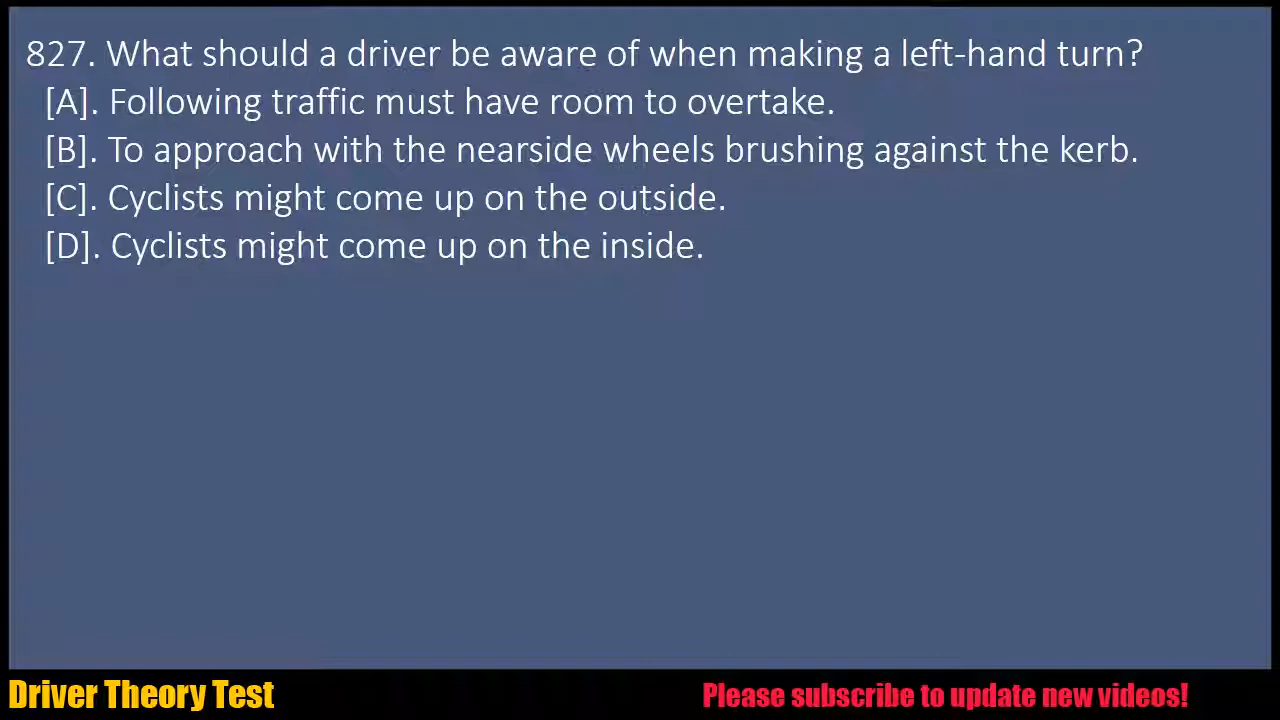 827. What should a driver be aware of when making a left-hand turn?
[A]. Following traffic must have room to overtake.
[B]. To approach with the nearside wheels brushing against the kerb.
[C]. Cyclists might come up on the outside.
[D]. Cyclists might come up on the inside.
Driver Theory Test
Please subscribe to update new videos!